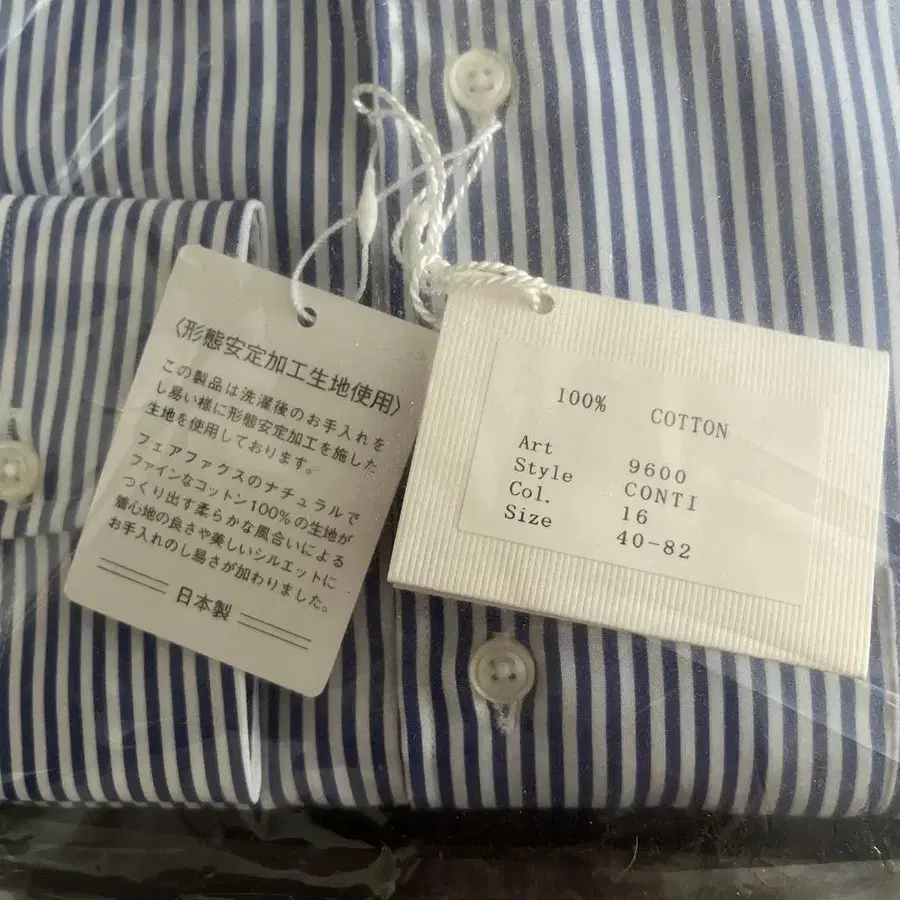 〈形態安定加工生地使用〉
この製品は洗濯後のお手入れを
し易い様に形態安定加工を施した
生地を使用しております。
フェアファクスのナチュラルで
ファインなコットン100%の生地が
つくり出す柔らかな風合いによる
着心地の良さや美しいシルエットに
お手入れのし易さが加わりました。
日本製
100% COTTON
Art 9600
Style CONTI
Col. 16
Size 40-82